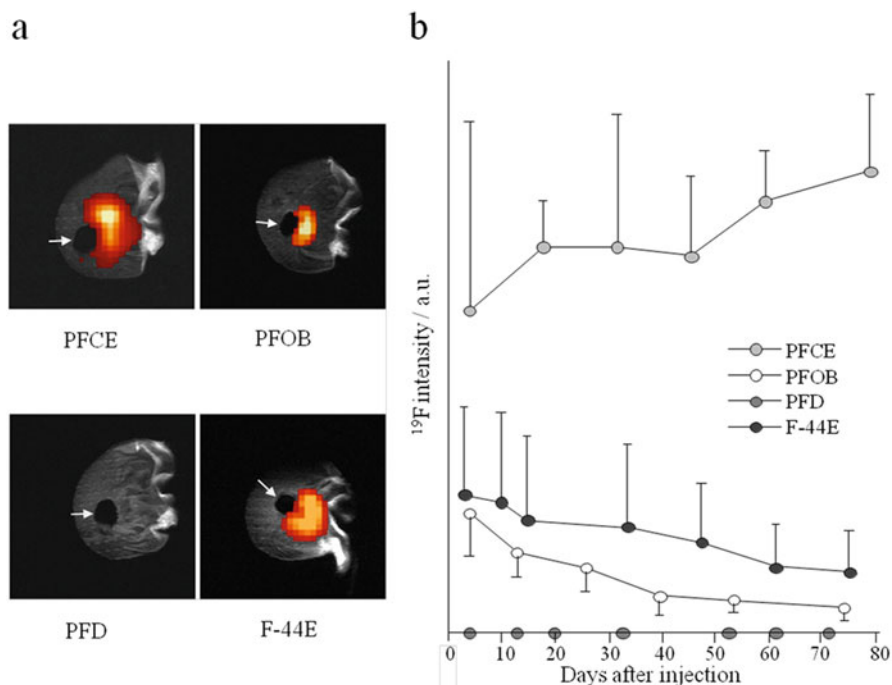 a
b
PFCE
PFOB
PFD
F-44E
¹⁹F intensity / a.u.
PFCE
PFOB
PFD
F-44E
0 10 20 30 40 50 60 70 80
Days after injection